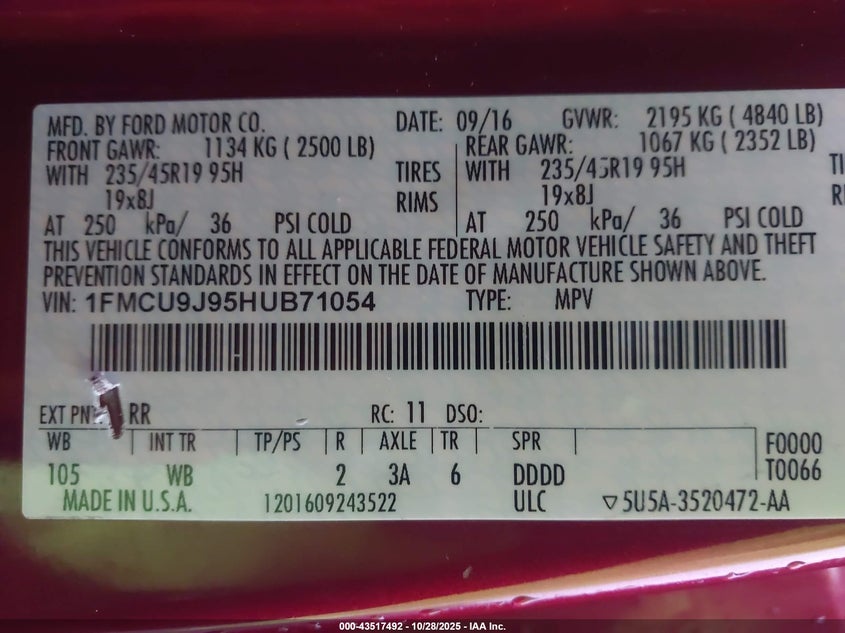 MFD. BY FORD MOTOR CO. DATE: 09/16 GVWR: 2195 KG ( 4840 LB)
FRONT GAWR: 1134 KG ( 2500 LB) REAR GAWR: 1067 KG ( 2352 LB)
WITH 235/45R19 95H TIRES WITH 235/45R19 95H TI
19x8J RIMS 19x8J
AT 250 kPa/ 36 PSI COLD AT 250 kPa/ 36 PSI COLD
THIS VEHICLE CONFORMS TO ALL APPLICABLE FEDERAL MOTOR VEHICLE SAFETY AND THEFT
PREVENTION STANDARDS IN EFFECT ON THE DATE OF MANUFACTURE SHOWN ABOVE.
VIN: 1FMCU9J95HUB71054 TYPE: MPV
EXT PNT RR RC: 11 DSO:
WB INT TR TP/PS R AXLE TR SPR F0000
105 WB 2 3A 6 DDDD T0066
MADE IN U.S.A. 1201609243522 ULC ▽5U5A-3520472-AA
000-43517492 - 10/28/2025 - IAA Inc.